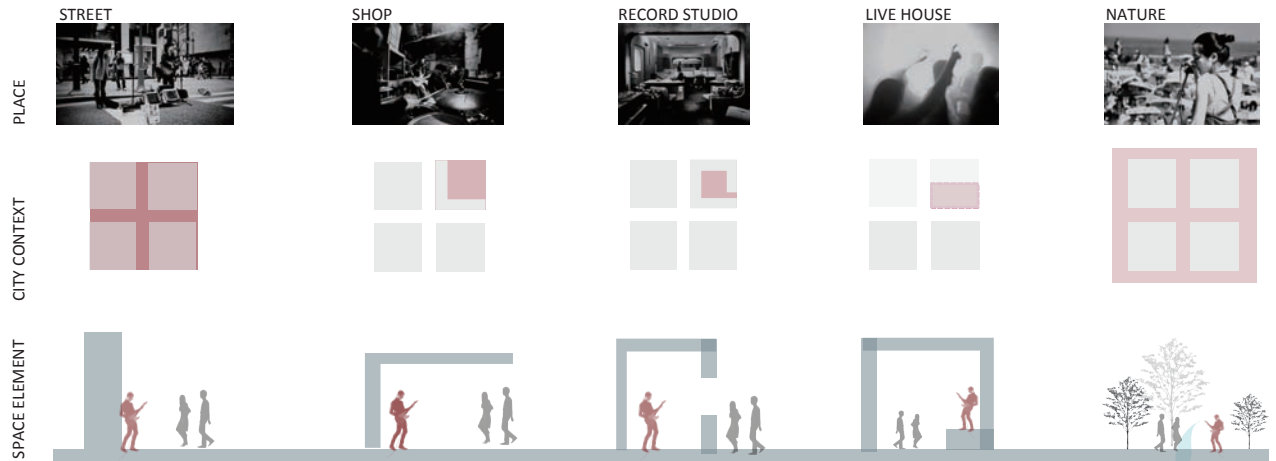 STREET
SHOP
RECORD STUDIO
LIVE HOUSE
NATURE
PLACE
CITY CONTEXT
SPACE ELEMENT